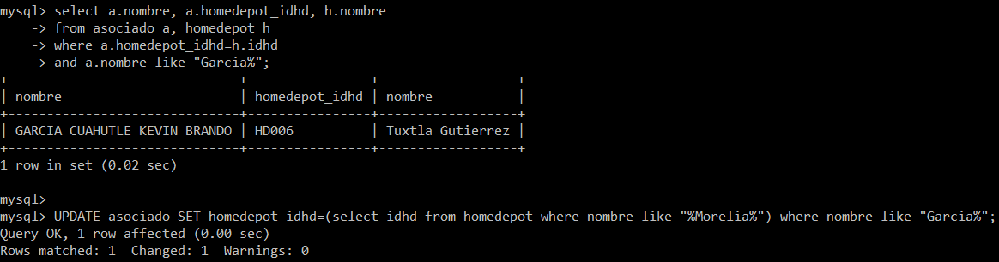 mysql> select a.nombre, a.homedepot_idhd, h.nombre
    -> from asociado a, homedepot h
    -> where a.homedepot_idhd=h.idhd
    -> and a.nombre like "Garcia%";
+------------------------------+----------------+------------------+
| nombre                       | homedepot_idhd | nombre           |
+------------------------------+----------------+------------------+
| GARCIA CUAHUTLE KEVIN BRANDO | HD006          | Tuxtla Gutierrez |
+------------------------------+----------------+------------------+
1 row in set (0.02 sec)

mysql>
mysql> UPDATE asociado SET homedepot_idhd=(select idhd from homedepot where nombre like "%Morelia%") where nombre like "Garcia%";
Query OK, 1 row affected (0.00 sec)
Rows matched: 1  Changed: 1  Warnings: 0